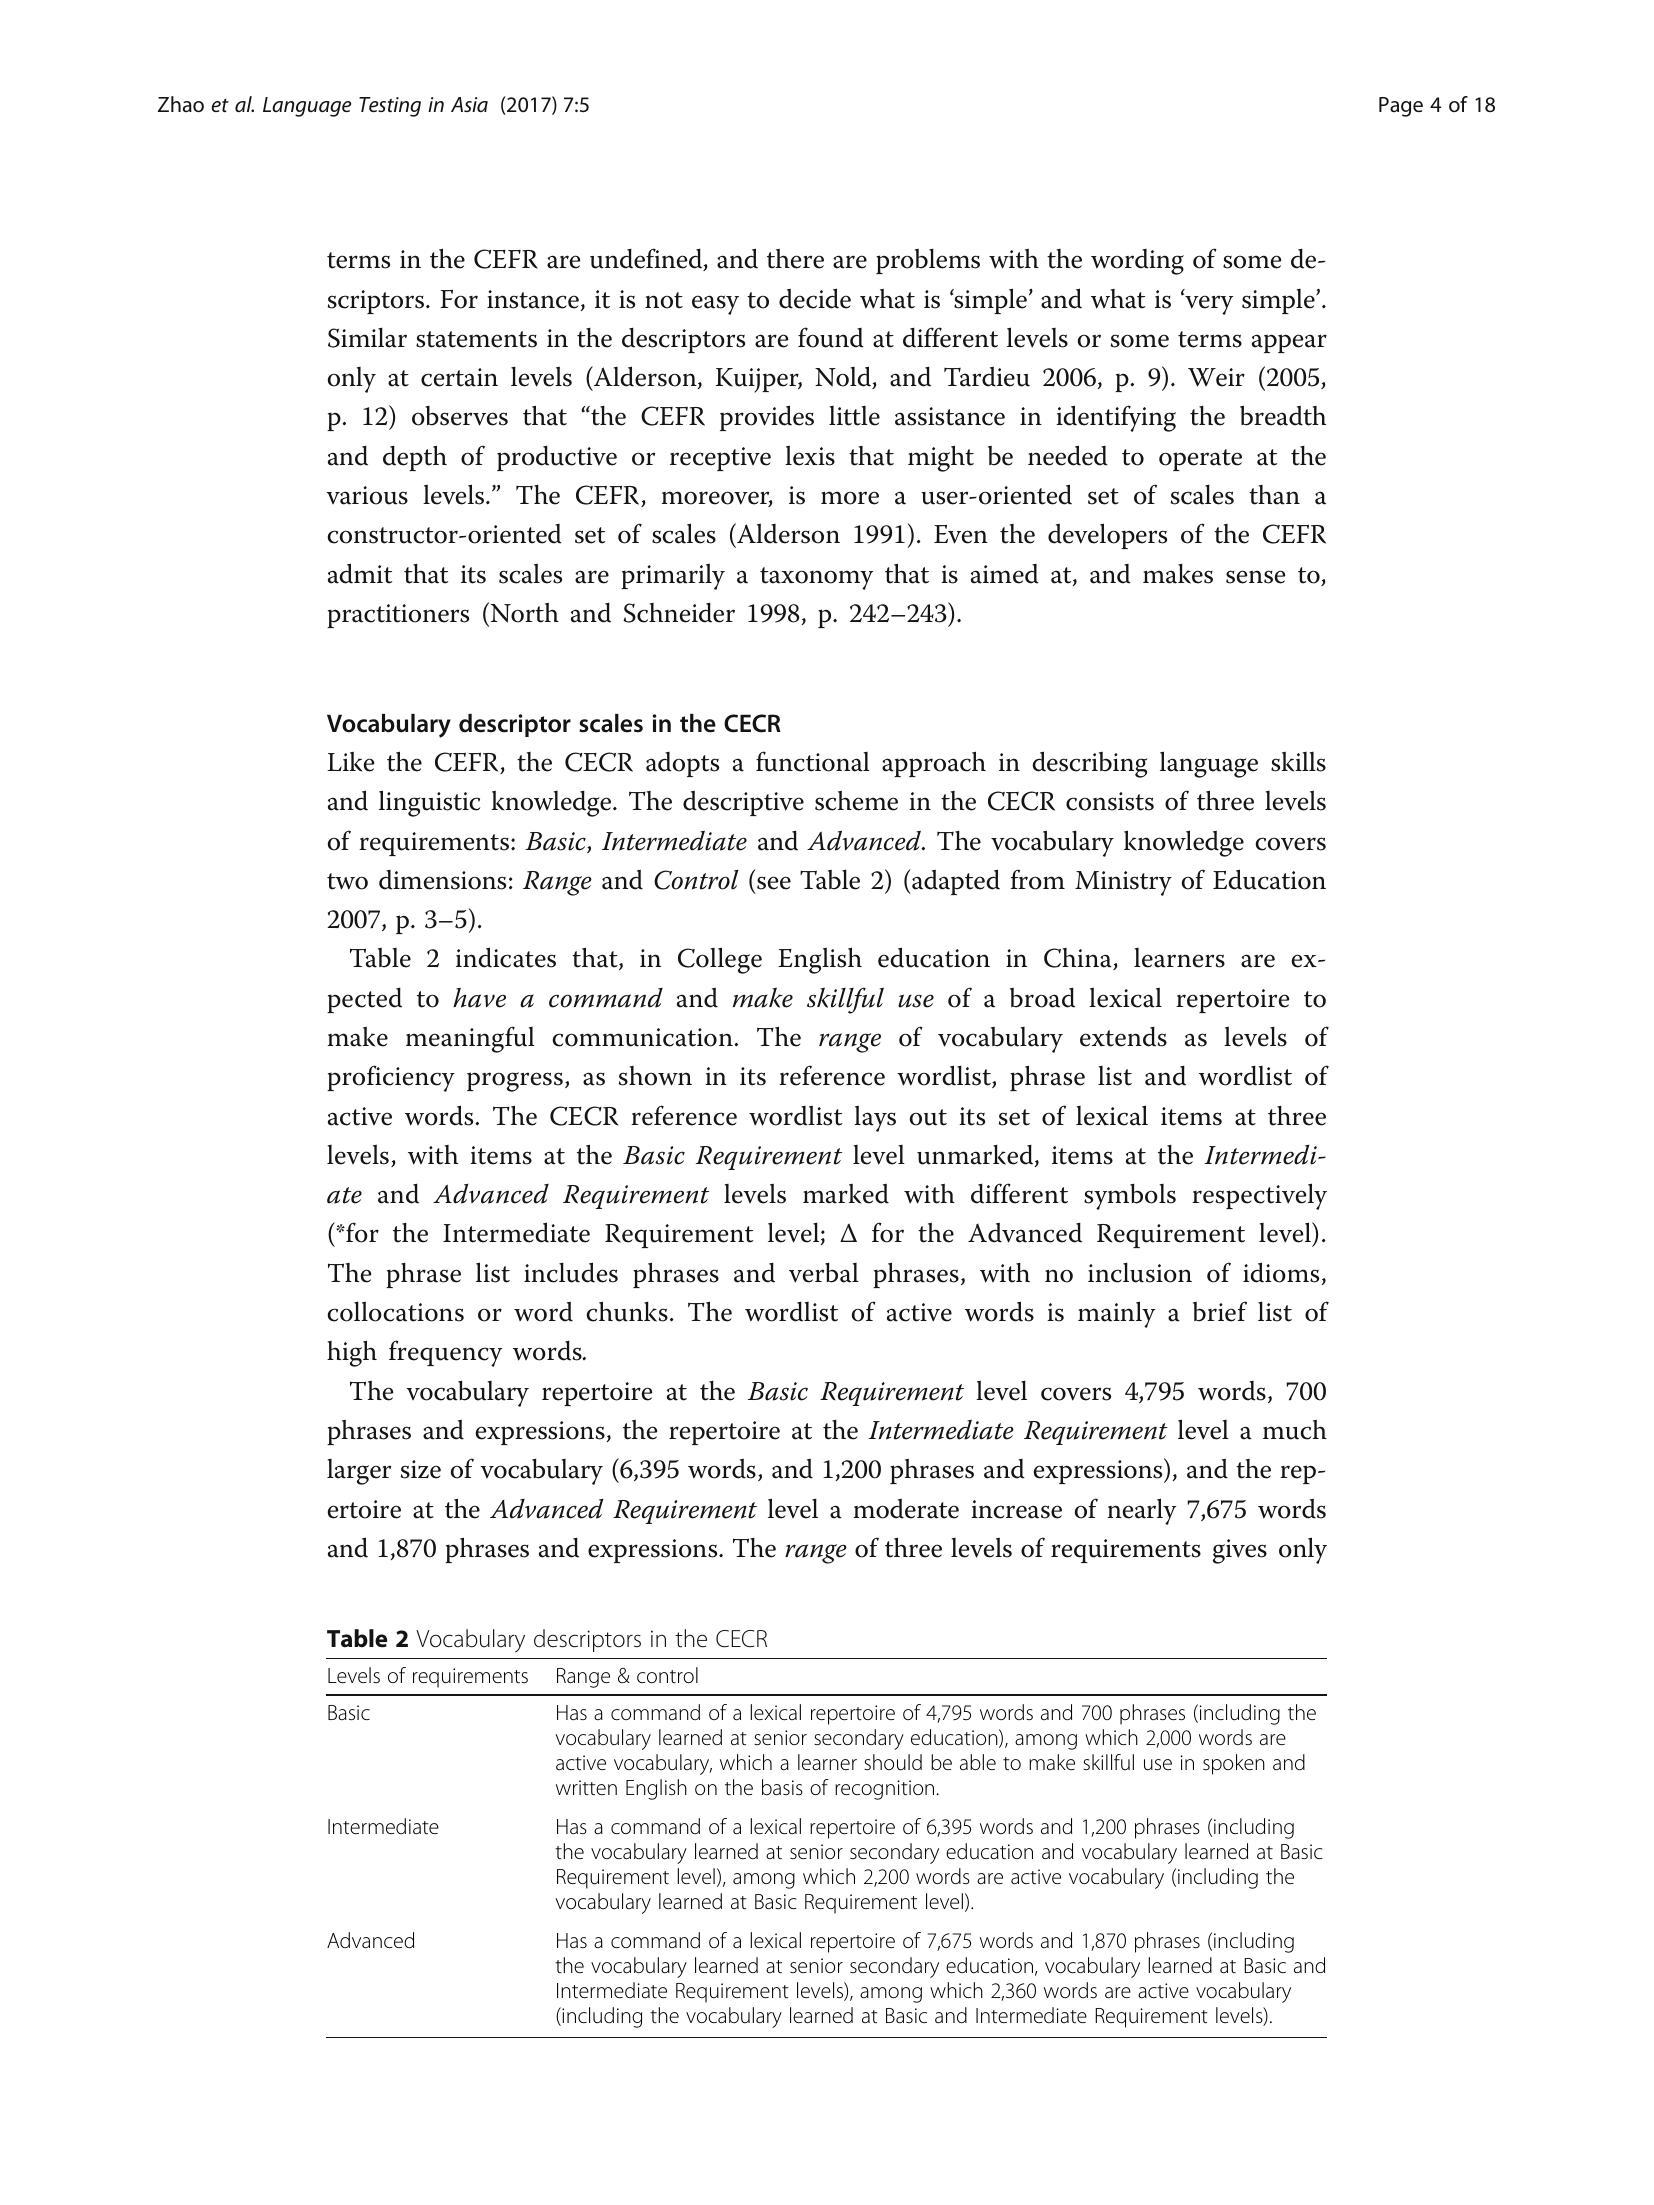 Zhao et al. Language Testing in Asia (2017) 7:5
Page 4 of 18
terms in the CEFR are undefined, and there are problems with the wording of some de-
scriptors. For instance, it is not easy to decide what is ‘simple’ and what is ‘very simple’.
Similar statements in the descriptors are found at different levels or some terms appear
only at certain levels (Alderson, Kuijper, Nold, and Tardieu 2006, p. 9). Weir (2005,
p. 12) observes that “the CEFR provides little assistance in identifying the breadth
and depth of productive or receptive lexis that might be needed to operate at the
various levels.” The CEFR, moreover, is more a user-oriented set of scales than a
constructor-oriented set of scales (Alderson 1991). Even the developers of the CEFR
admit that its scales are primarily a taxonomy that is aimed at, and makes sense to,
practitioners (North and Schneider 1998, p. 242–243).
Vocabulary descriptor scales in the CECR
Like the CEFR, the CECR adopts a functional approach in describing language skills
and linguistic knowledge. The descriptive scheme in the CECR consists of three levels
of requirements: Basic, Intermediate and Advanced. The vocabulary knowledge covers
two dimensions: Range and Control (see Table 2) (adapted from Ministry of Education
2007, p. 3–5).
Table 2 indicates that, in College English education in China, learners are ex-
pected to have a command and make skillful use of a broad lexical repertoire to
make meaningful communication. The range of vocabulary extends as levels of
proficiency progress, as shown in its reference wordlist, phrase list and wordlist of
active words. The CECR reference wordlist lays out its set of lexical items at three
levels, with items at the Basic Requirement level unmarked, items at the Intermedi-
ate and Advanced Requirement levels marked with different symbols respectively
(*for the Intermediate Requirement level; Δ for the Advanced Requirement level).
The phrase list includes phrases and verbal phrases, with no inclusion of idioms,
collocations or word chunks. The wordlist of active words is mainly a brief list of
high frequency words.
The vocabulary repertoire at the Basic Requirement level covers 4,795 words, 700
phrases and expressions, the repertoire at the Intermediate Requirement level a much
larger size of vocabulary (6,395 words, and 1,200 phrases and expressions), and the rep-
ertoire at the Advanced Requirement level a moderate increase of nearly 7,675 words
and 1,870 phrases and expressions. The range of three levels of requirements gives only
Table 2 Vocabulary descriptors in the CECR
Levels of requirements Range & control
Basic Has a command of a lexical repertoire of 4,795 words and 700 phrases (including the
vocabulary learned at senior secondary education), among which 2,000 words are
active vocabulary, which a learner should be able to make skillful use in spoken and
written English on the basis of recognition.
Intermediate Has a command of a lexical repertoire of 6,395 words and 1,200 phrases (including
the vocabulary learned at senior secondary education and vocabulary learned at Basic
Requirement level), among which 2,200 words are active vocabulary (including the
vocabulary learned at Basic Requirement level).
Advanced Has a command of a lexical repertoire of 7,675 words and 1,870 phrases (including
the vocabulary learned at senior secondary education, vocabulary learned at Basic and
Intermediate Requirement levels), among which 2,360 words are active vocabulary
(including the vocabulary learned at Basic and Intermediate Requirement levels).